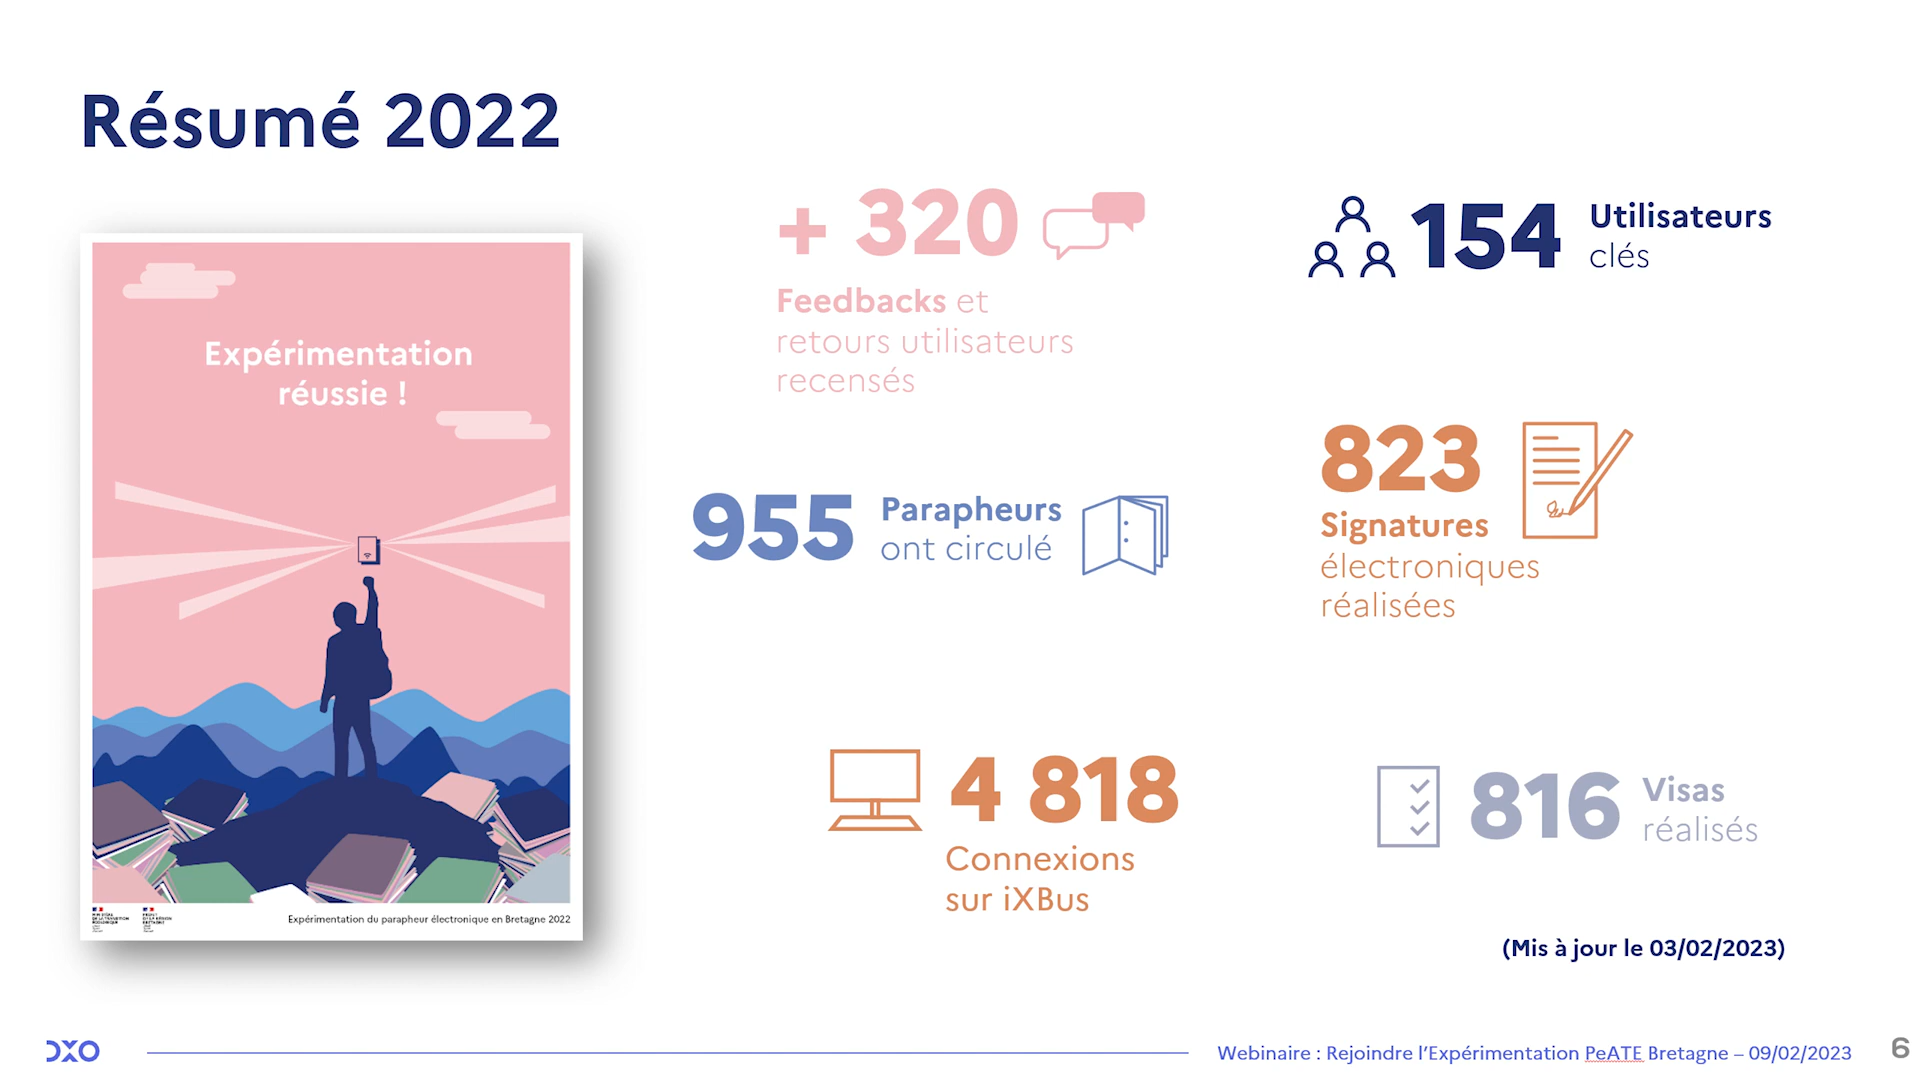 Résumé 2022
Expérimentation
réussie !
Expérimentation du parapheur électronique en Bretagne 2022
+ 320
Feedbacks et
retours utilisateurs
recensés
154 Utilisateurs
clés
955 Parapheurs
ont circulé
823
Signatures
électroniques
réalisées
4 818
Connexions
sur iXBus
816 Visas
réalisés
(Mis à jour le 03/02/2023)
Webinaire : Rejoindre l’Expérimentation PeATE Bretagne – 09/02/2023
6